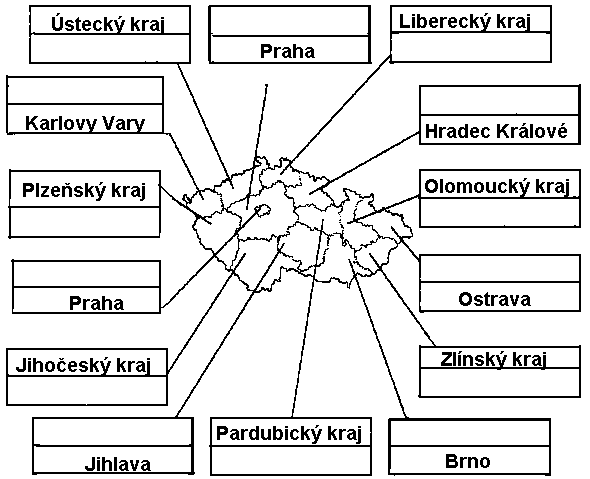 Ústecký kraj
Praha
Liberecký kraj
Karlovy Vary
Hradec Králové
Plzeňský kraj
Olomoucký kraj
Praha
Ostrava
Jihočeský kraj
Zlínský kraj
Jihlava
Pardubický kraj
Brno